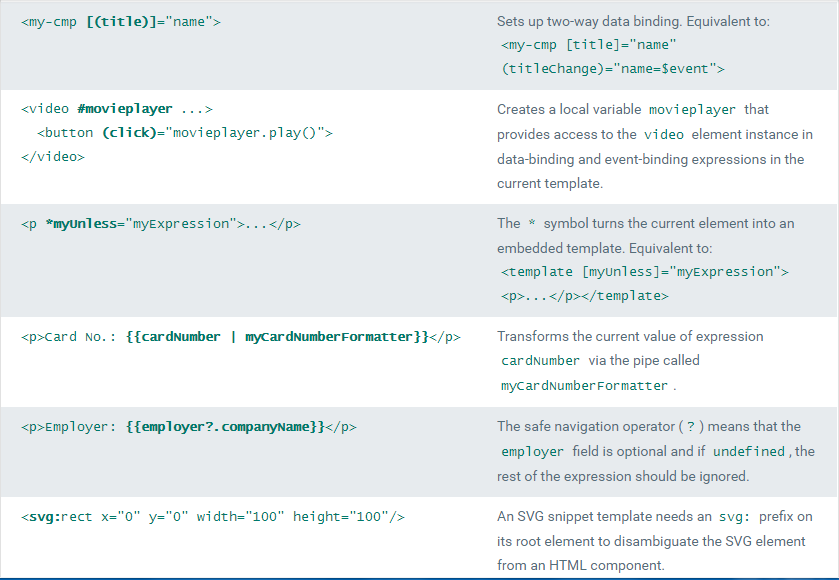 <my-cmp [(title)]="name">
Sets up two-way data binding. Equivalent to:
<my-cmp [title]="name"
(titleChange)="name=$event">
<video #movieplayer ...>
<button (click)="movieplayer.play()">
</video>
Creates a local variable movieplayer that
provides access to the video element instance in
data-binding and event-binding expressions in the
current template.
<p *myUnless="myExpression">...</p>
The * symbol turns the current element into an
embedded template. Equivalent to:
<template [myUnless]="myExpression">
<p>...</p></template>
<p>Card No.: {{cardNumber | myCardNumberFormatter}}</p>
Transforms the current value of expression
cardNumber via the pipe called
myCardNumberFormatter .
<p>Employer: {{employer?.companyName}}</p>
The safe navigation operator ( ? ) means that the
employer field is optional and if undefined , the
rest of the expression should be ignored.
<svg:rect x="0" y="0" width="100" height="100"/>
An SVG snippet template needs an svg: prefix on
its root element to disambiguate the SVG element
from an HTML component.